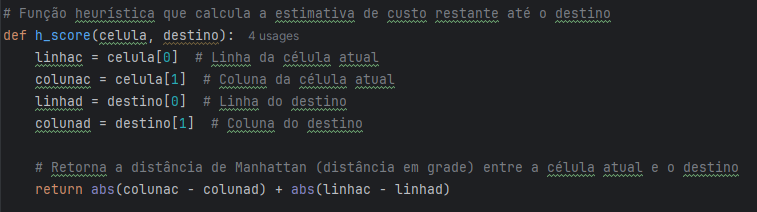 # Função heurística que calcula a estimativa de custo restante até o destino
def h_score(celula, destino):  4 usages
    linhac = celula[0]  # Linha da célula atual
    colunac = celula[1]  # Coluna da célula atual
    linhad = destino[0]  # Linha do destino
    colunad = destino[1]  # Coluna do destino
    # Retorna a distância de Manhattan (distância em grade) entre a célula atual e o destino
    return abs(colunac - colunad) + abs(linhac - linhad)